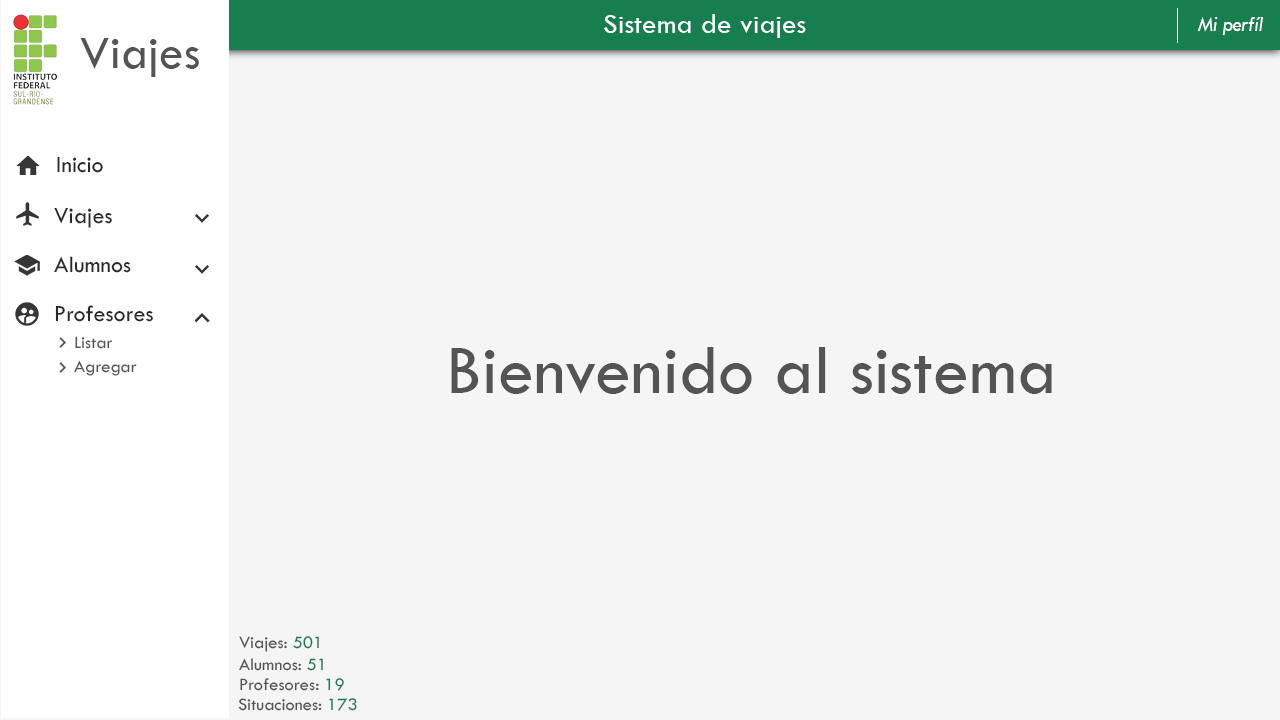 INSTITUTO
FEDERAL
SUL-RIO-
GRANDENSE
Viajes
Sistema de viajes
Mi perfíl
Inicio
Viajes
Alumnos
Profesores
Listar
Agregar
Bienvenido al sistema
Viajes: 501
Alumnos: 51
Profesores: 19
Situaciones: 173